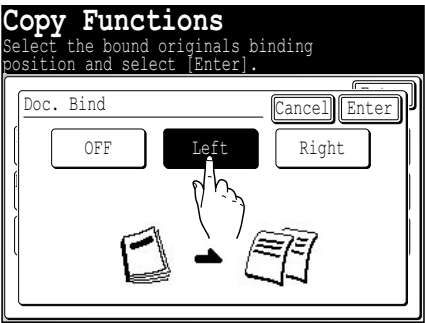 Copy Functions
Select the bound originals binding
position and select [Enter].
Doc. Bind
Cancel
Enter
OFF
Left
Right